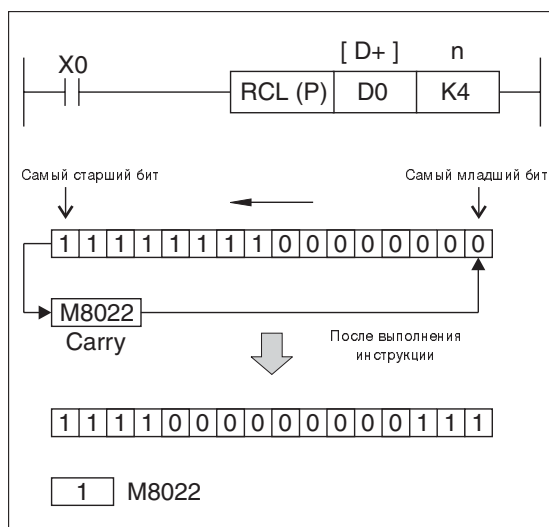 [ D+ ] n
X0
RCL (P) D0 K4
Самый старший бит Самый младший бит
1 1 1 1 1 1 1 1 0 0 0 0 0 0 0 0
M8022
Carry
После выполнения
инструкции
1 1 1 1 0 0 0 0 0 0 0 0 0 1 1 1
1 M8022